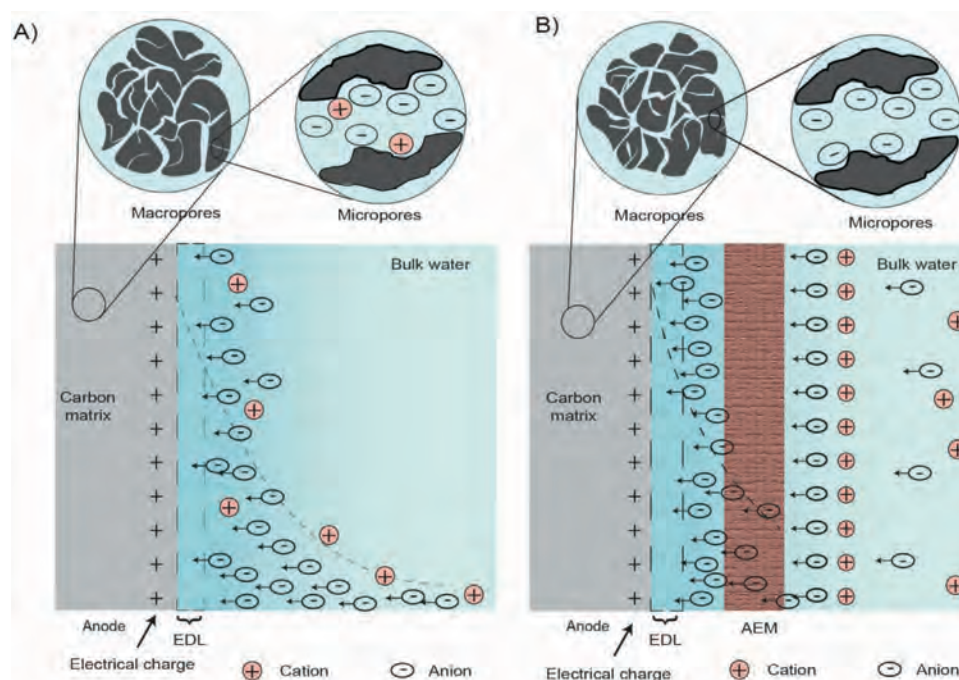 A)
Macropores
Micropores
Bulk water
Carbon
matrix
Anode
EDL
Electrical charge
Cation
Anion
B)
Macropores
Micropores
Bulk water
Carbon
matrix
Anode
EDL
AEM
Electrical charge
Cation
Anion